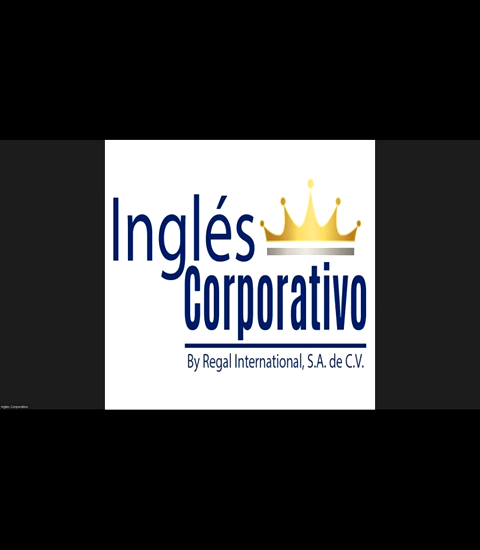 Inglés
Corporativo
By Regal International, S.A. de C.V.
Inglés Corporativo